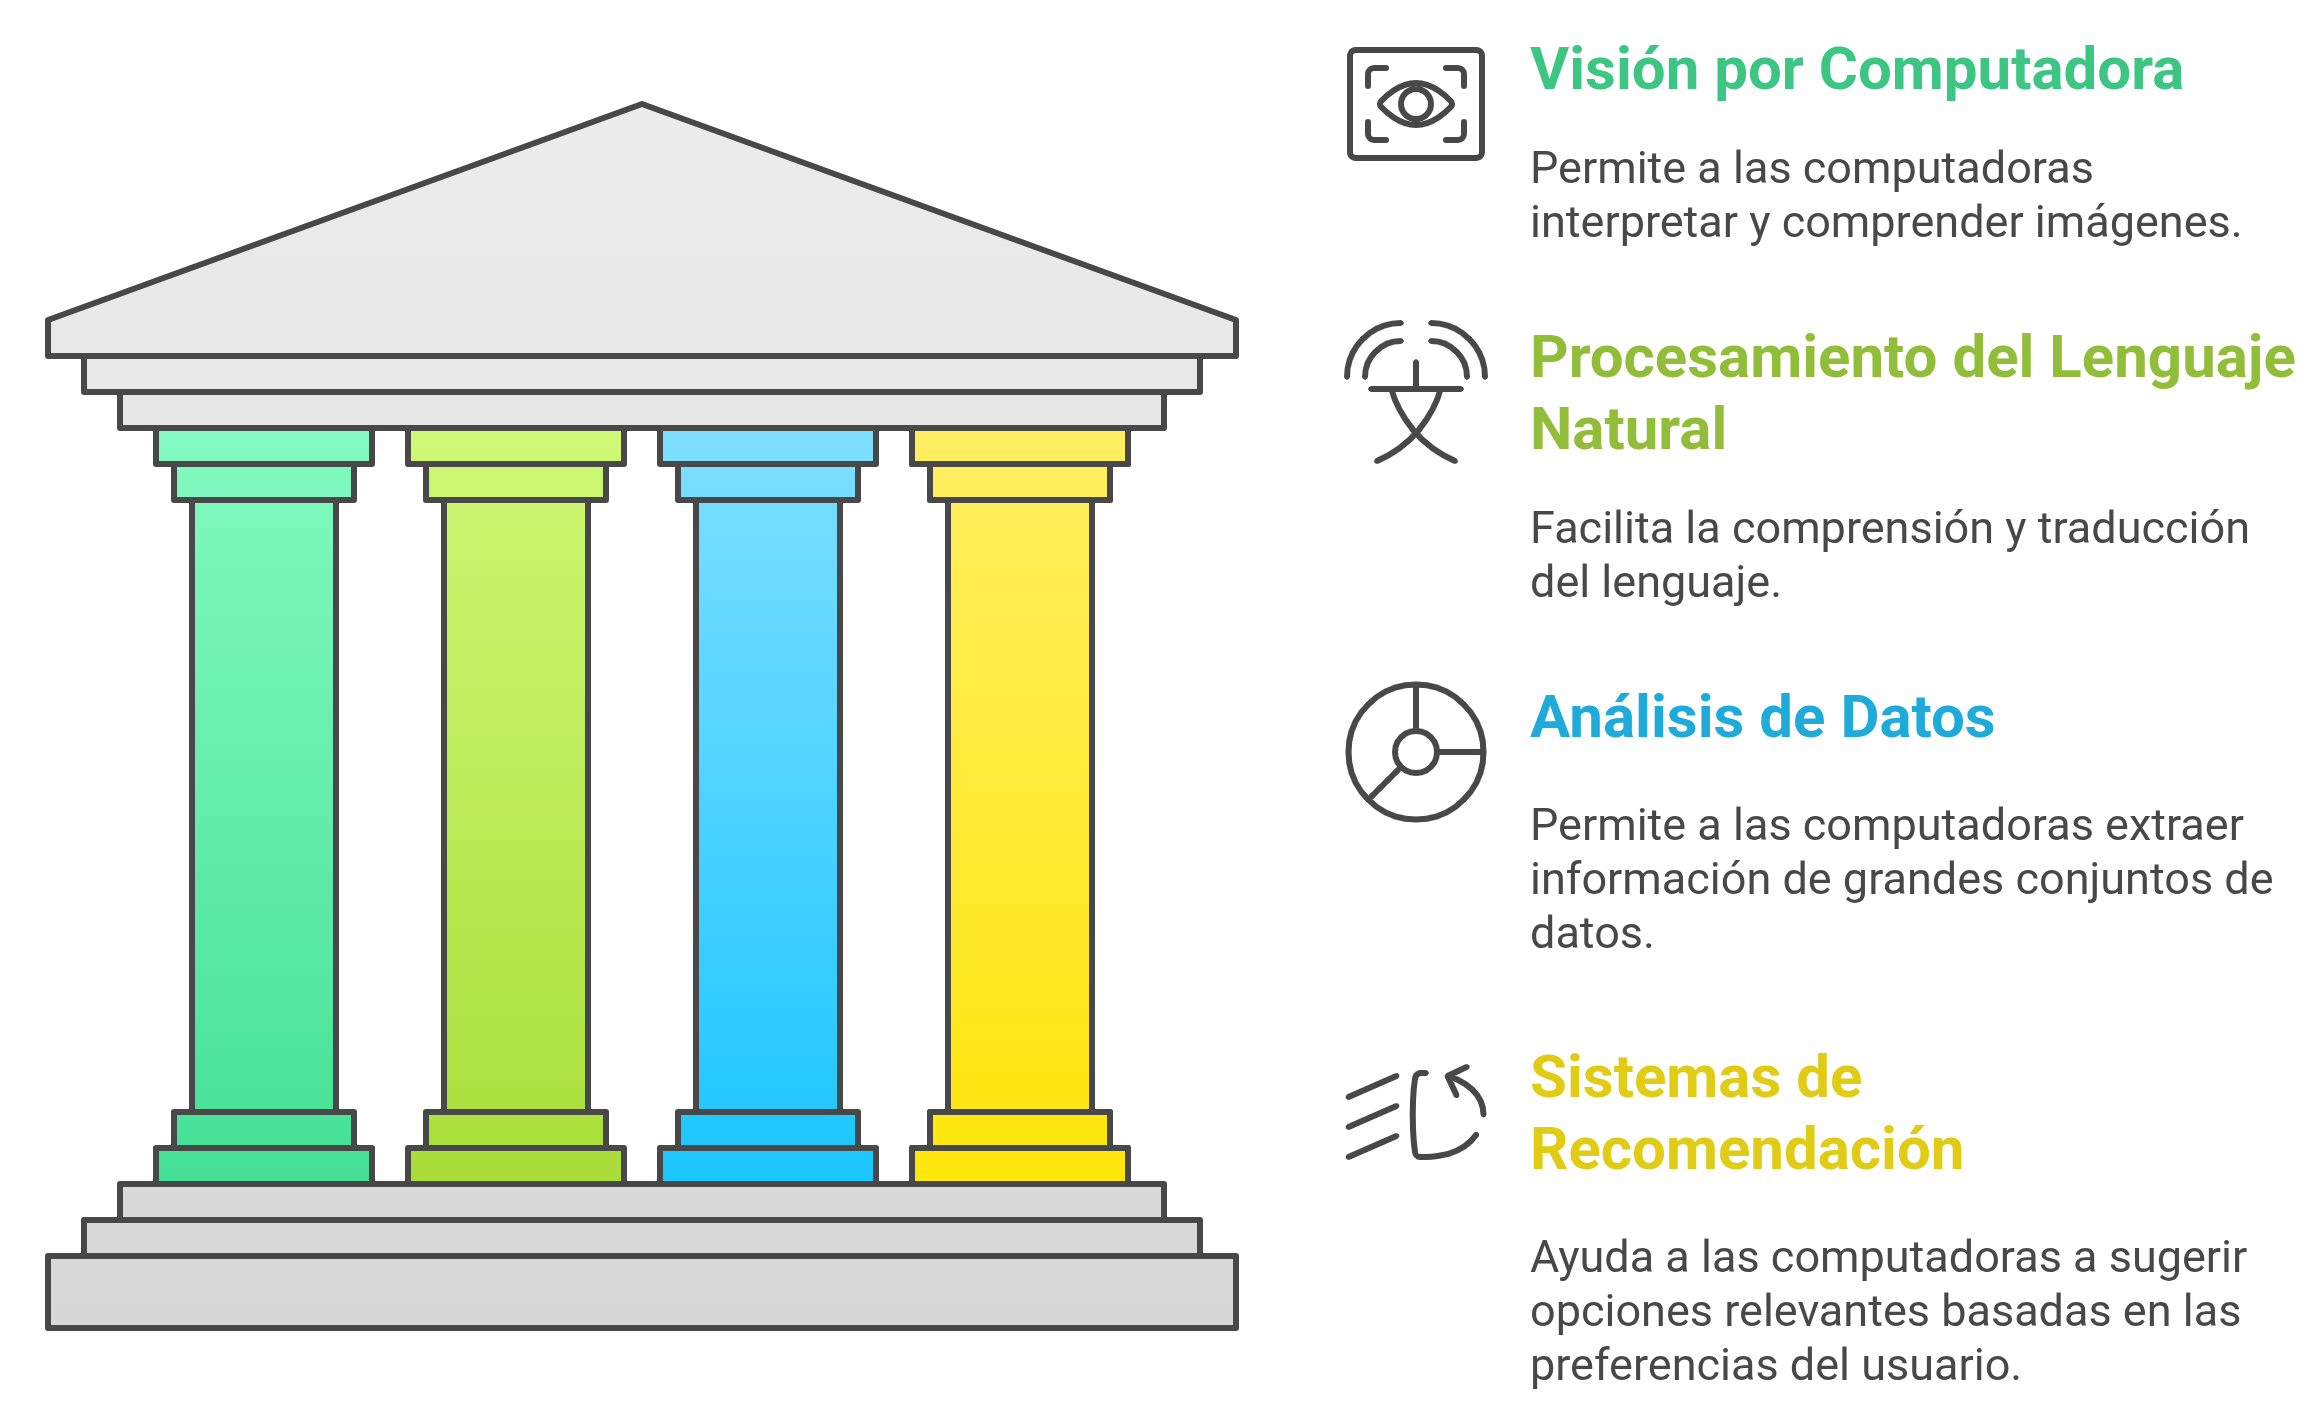 Visión por Computadora
Permite a las computadoras
interpretar y comprender imágenes.
Procesamiento del Lenguaje
Natural
Facilita la comprensión y traducción
del lenguaje.
Análisis de Datos
Permite a las computadoras extraer
información de grandes conjuntos de
datos.
Sistemas de
Recomendación
Ayuda a las computadoras a sugerir
opciones relevantes basadas en las
preferencias del usuario.